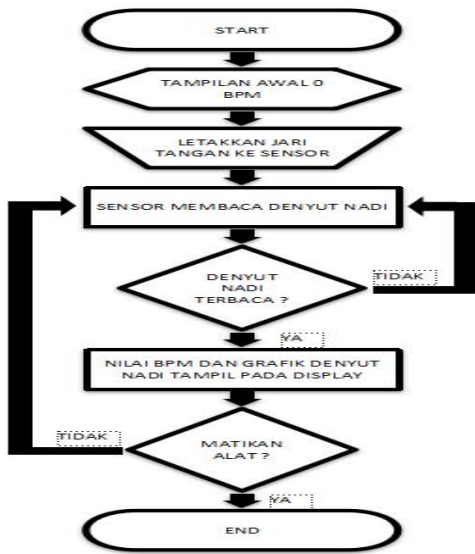 START
TAMPILAN AWAL 0
BPM
LETAKKAN JARI
TANGAN KE SENSOR
SENSOR MEMBACA DENYUT NADI
DENYUT
NADI
TERBACA ?
TIDAK
YA
NILAI BPM DAN GRAFIK DENYUT
NADI TAMPIL PADA DISPLAY
MATIKAN
ALAT ?
TIDAK
YA
END